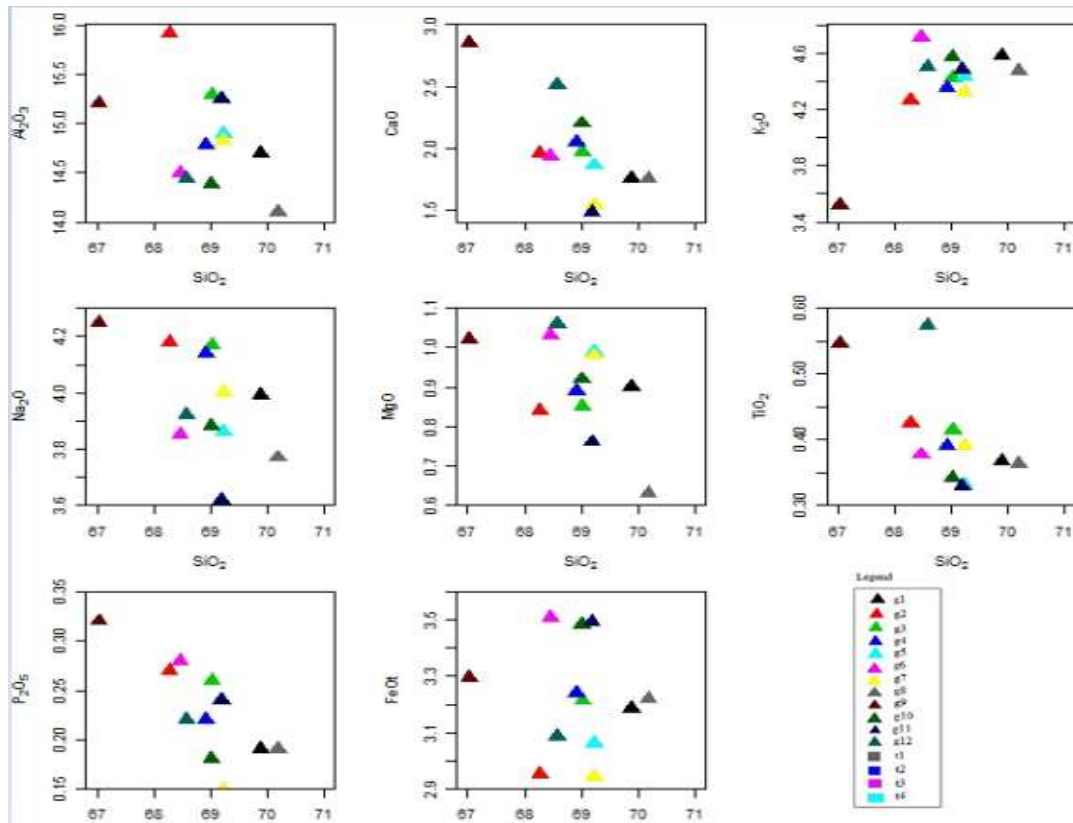 Al₂O₃
14.0 14.5 15.0 15.5 16.0
67 68 69 70 71
SiO₂
CaO
1.5 2.0 2.5 3.0
67 68 69 70 71
SiO₂
K₂O
3.4 3.8 4.2 4.6
67 68 69 70 71
SiO₂
Na₂O
3.6 3.8 4.0 4.2
67 68 69 70 71
SiO₂
MgO
0.6 0.7 0.8 0.9 1.0 1.1
67 68 69 70 71
SiO₂
TiO₂
0.30 0.40 0.50 0.60
67 68 69 70 71
SiO₂
P₂O₅
0.15 0.20 0.25 0.30 0.35
67 68 69 70 71
FeOt
2.9 3.1 3.3 3.5
67 68 69 70 71
Legend
g1
g2
g3
g4
g5
g6
g7
g8
g9
g10
g11
g12
t1
t2
t3
t4